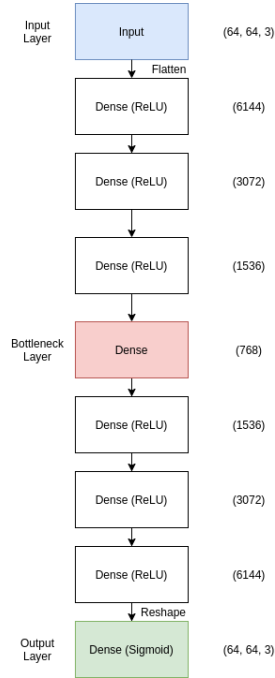 Input
Layer
Input
(64, 64, 3)
Flatten
Dense (ReLU)
(6144)
Dense (ReLU)
(3072)
Dense (ReLU)
(1536)
Bottleneck
Layer
Dense
(768)
Dense (ReLU)
(1536)
Dense (ReLU)
(3072)
Dense (ReLU)
(6144)
Reshape
Output
Layer
Dense (Sigmoid)
(64, 64, 3)